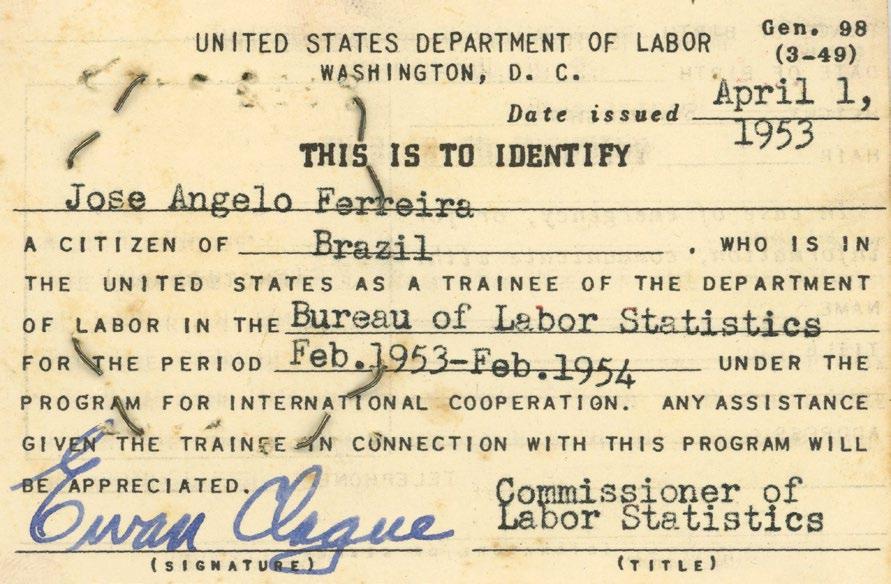 Gen. 98
UNITED STATES DEPARTMENT OF LABOR
(3-49)
WASHINGTON, D. C.
Date issued April 1,
1953
THIS IS TO IDENTIFY
Jose Angelo Ferreira
A CITIZEN OF Brazil , WHO IS IN
THE UNITED STATES AS A TRAINEE OF THE DEPARTMENT
OF LABOR IN THE Bureau of Labor Statistics
FOR THE PERIOD Feb.1953-Feb.1954 UNDER THE
PROGRAM FOR INTERNATIONAL COOPERATION. ANY ASSISTANCE
GIVEN THE TRAINEE IN CONNECTION WITH THIS PROGRAM WILL
BE APPRECIATED.
Ewan Clague
Commissioner of
Labor Statistics
(SIGNATURE) (TITLE)